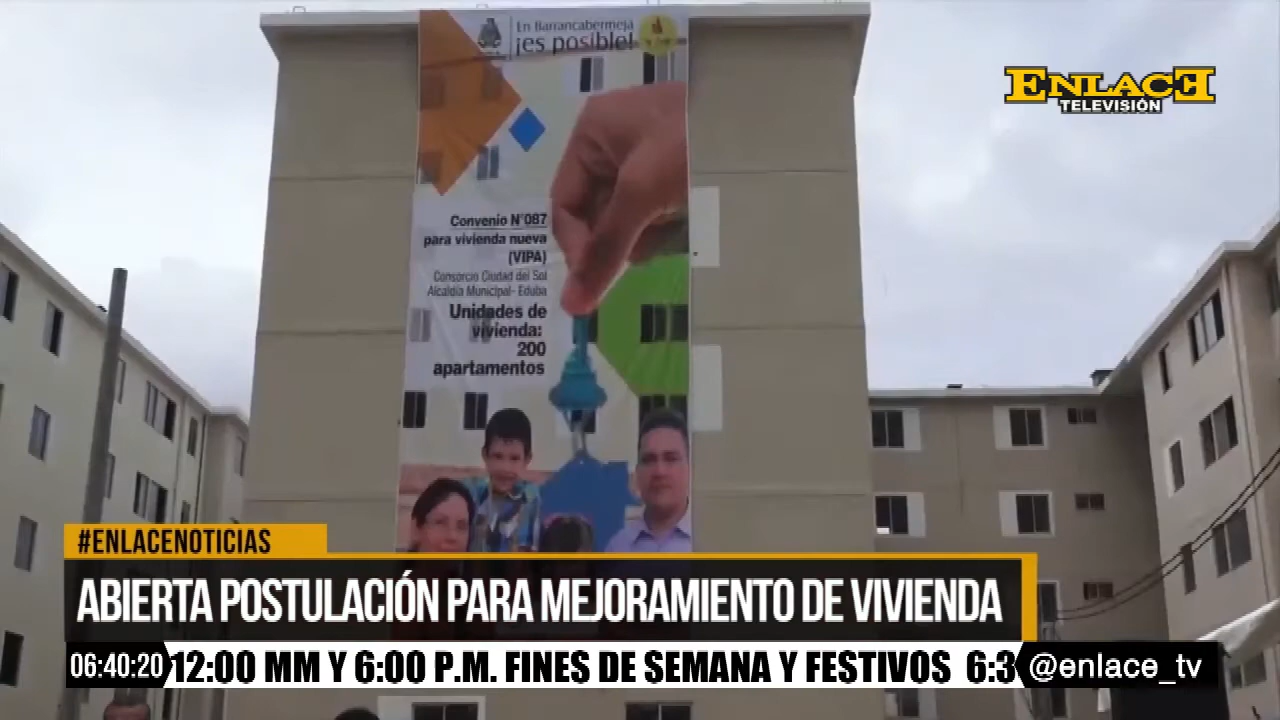 En Barrancabermeja
¡es posible!
ENLACE
TELEVISIÓN
Convenio N°087
para vivienda nueva
(VIPA)
Consorcio Ciudad del Sol
Alcaldía Municipal- Eduba
Unidades de
vivienda:
200
apartamentos
#ENLACENOTICIAS
ABIERTA POSTULACIÓN PARA MEJORAMIENTO DE VIVIENDA
06:40:20 12:00 MM Y 6:00 P.M. FINES DE SEMANA Y FESTIVOS 6:3 @enlace_tv